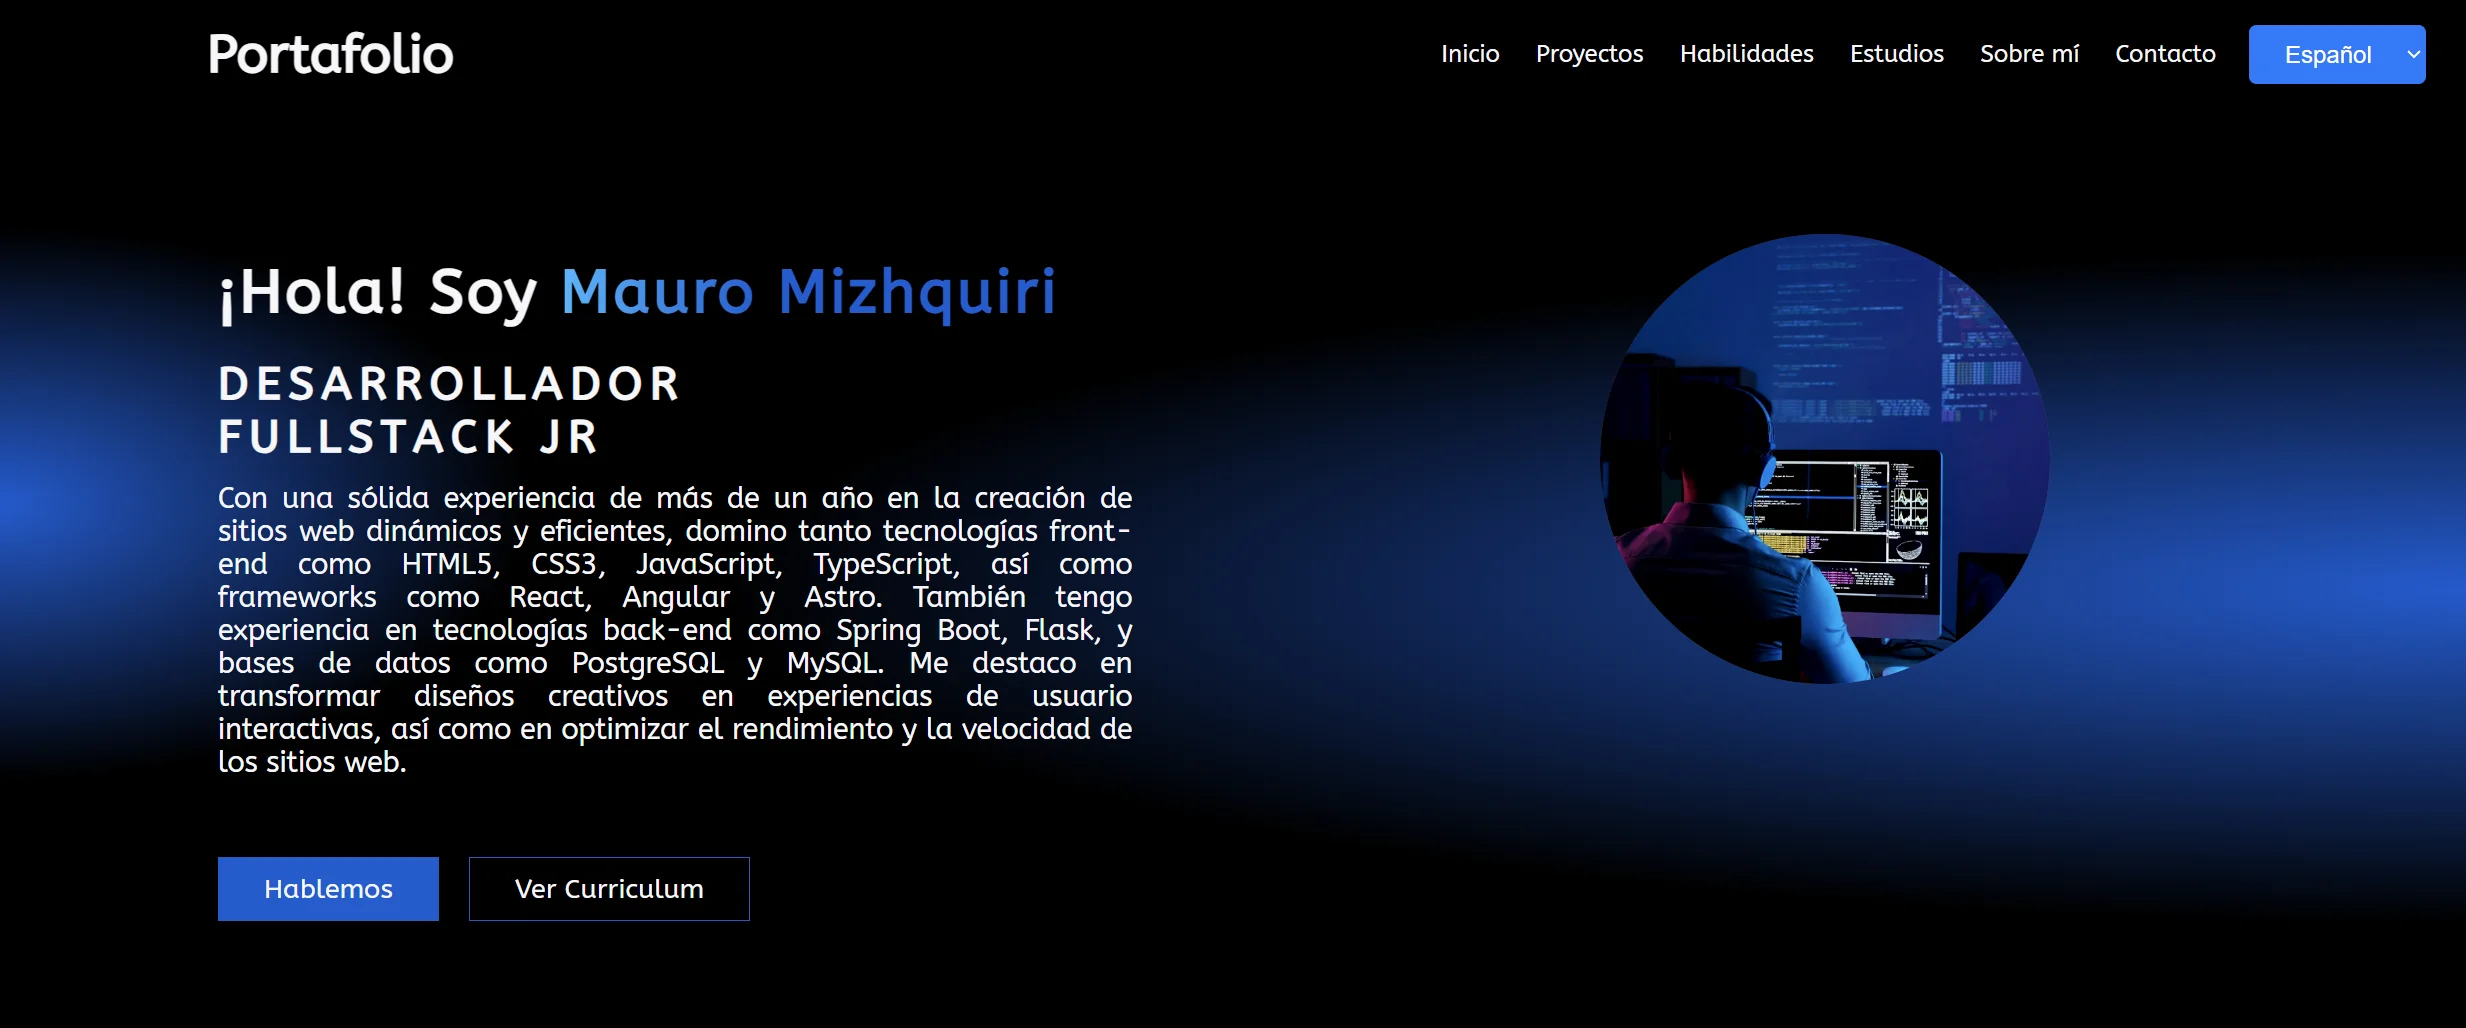 Portafolio
Inicio Proyectos Habilidades Estudios Sobre mí Contacto Español
¡Hola! Soy Mauro Mizhquiri
DESARROLLADOR
FULLSTACK JR
Con una sólida experiencia de más de un año en la creación de
sitios web dinámicos y eficientes, domino tanto tecnologías front-
end como HTML5, CSS3, JavaScript, TypeScript, así como
frameworks como React, Angular y Astro. También tengo
experiencia en tecnologías back-end como Spring Boot, Flask, y
bases de datos como PostgreSQL y MySQL. Me destaco en
transformar diseños creativos en experiencias de usuario
interactivas, así como en optimizar el rendimiento y la velocidad de
los sitios web.
Hablemos
Ver Curriculum